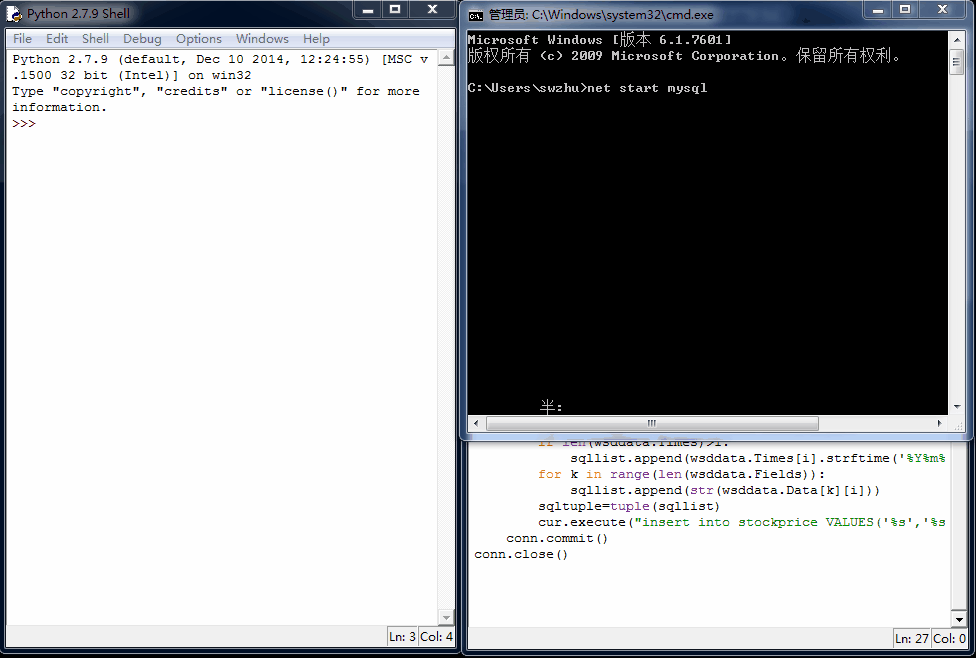 Python 2.7.9 Shell
File Edit Shell Debug Options Windows Help
Python 2.7.9 (default, Dec 10 2014, 12:24:55) [MSC v
.1500 32 bit (Intel)] on win32
Type "copyright", "credits" or "license()" for more
information.
>>>
Ln: 3 Col: 4
管理员: C:\Windows\system32\cmd.exe
Microsoft Windows [版本 6.1.7601]
版权所有 (c) 2009 Microsoft Corporation。保留所有权利。
C:\Users\swzhu>net start mysql
半:
if len(wsddata.Times)>1:
sqllist.append(wsddata.Times[i].strftime('%Y%m%
for k in range(len(wsddata.Fields)):
sqllist.append(str(wsddata.Data[k][i]))
sqltuple=tuple(sqllist)
cur.execute("insert into stockprice VALUES('%s','%s
conn.commit()
conn.close()
Ln: 27 Col: 0